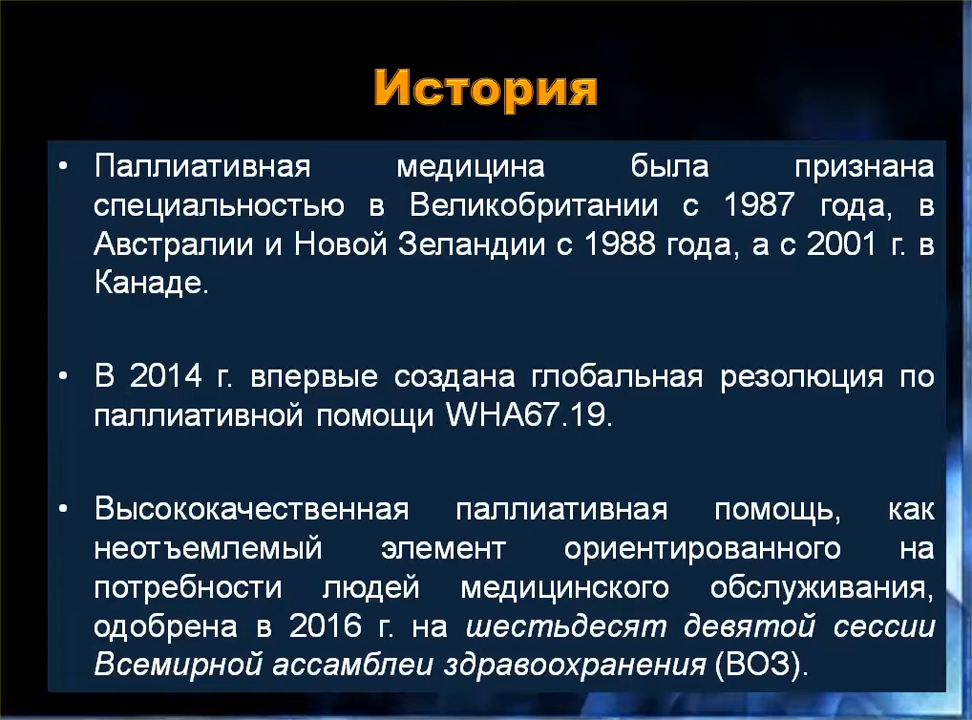 История
• Паллиативная медицина была признана
специальностью в Великобритании с 1987 года, в
Австралии и Новой Зеландии с 1988 года, а с 2001 г. в
Канаде.
• В 2014 г. впервые создана глобальная резолюция по
паллиативной помощи WHA67.19.
• Высококачественная паллиативная помощь, как
неотъемлемый элемент ориентированного на
потребности людей медицинского обслуживания,
одобрена в 2016 г. на шестьдесят девятой сессии
Всемирной ассамблеи здравоохранения (ВОЗ).